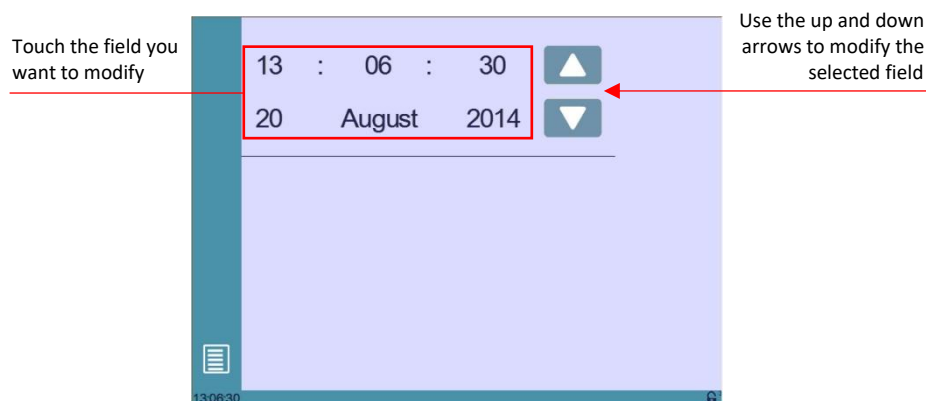 Touch the field you
want to modify
Use the up and down
arrows to modify the
selected field
13 : 06 : 30
20 August 2014
13:06:30